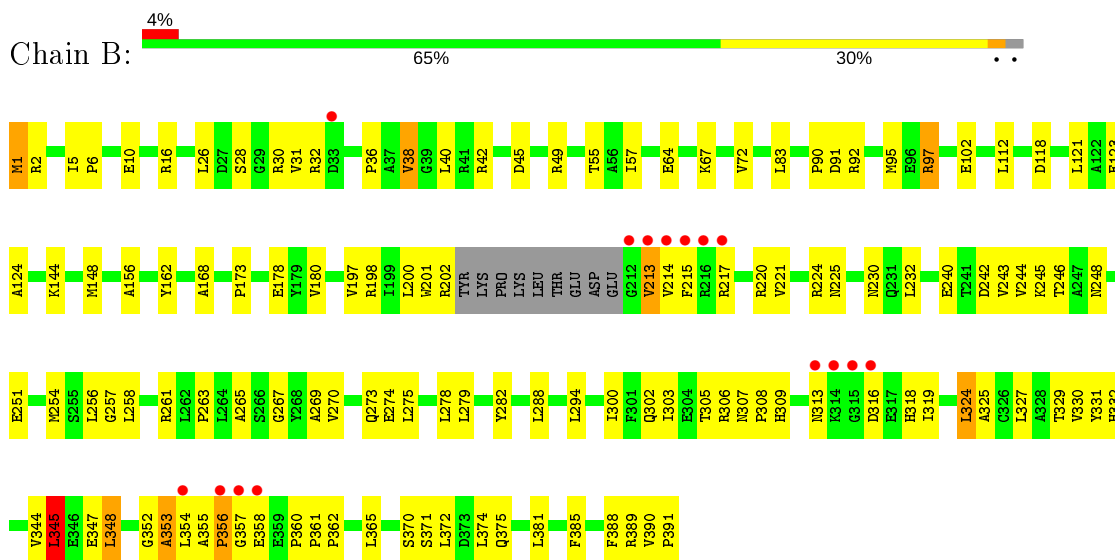 4%
Chain B:
65% 30% • •
M1 R2 I5 P6 E10 R16 L26 D27 S28 G29 R30 V31 R32 D33 P36 A37 V38 G39 L40 R41 R42 D45 R49 T55 A56 I57 E64 K67 V72 L83 P90 D91 R92 M95 E96 R97 E102 L112 D118 L121 A122
A124 K144 M148 A156 Y162 A168 P173 E178 Y179 V180 V197 R198 I199 L200 W201 R202 TYR LYS PRO LYS LEU THR GLU ASP GLU G212 V213 V214 F215 R216 R217 R220 V221 R224 N225 N230 Q231 L232 E240 T241 D242 V243 V244 K245 T246 A247 N248
E251 M254 S255 L256 G257 L258 R261 L262 P263 L264 A265 S266 G267 Y268 A269 V270 Q273 E274 L275 L278 L279 Y282 L288 L294 I300 F301 Q302 I303 E304 T305 R306 N307 P308 H309 N313 K314 G315 D316 E317 H318 I319 L324 A325 C326 L327 A328 T329 V330 Y331
V344 L345 E346 E347 L348 G352 A353 L354 A355 P356 G357 E358 E359 P360 P361 P362 L365 S370 S371 L372 D373 L374 Q375 L381 F385 F388 R389 V390 P391